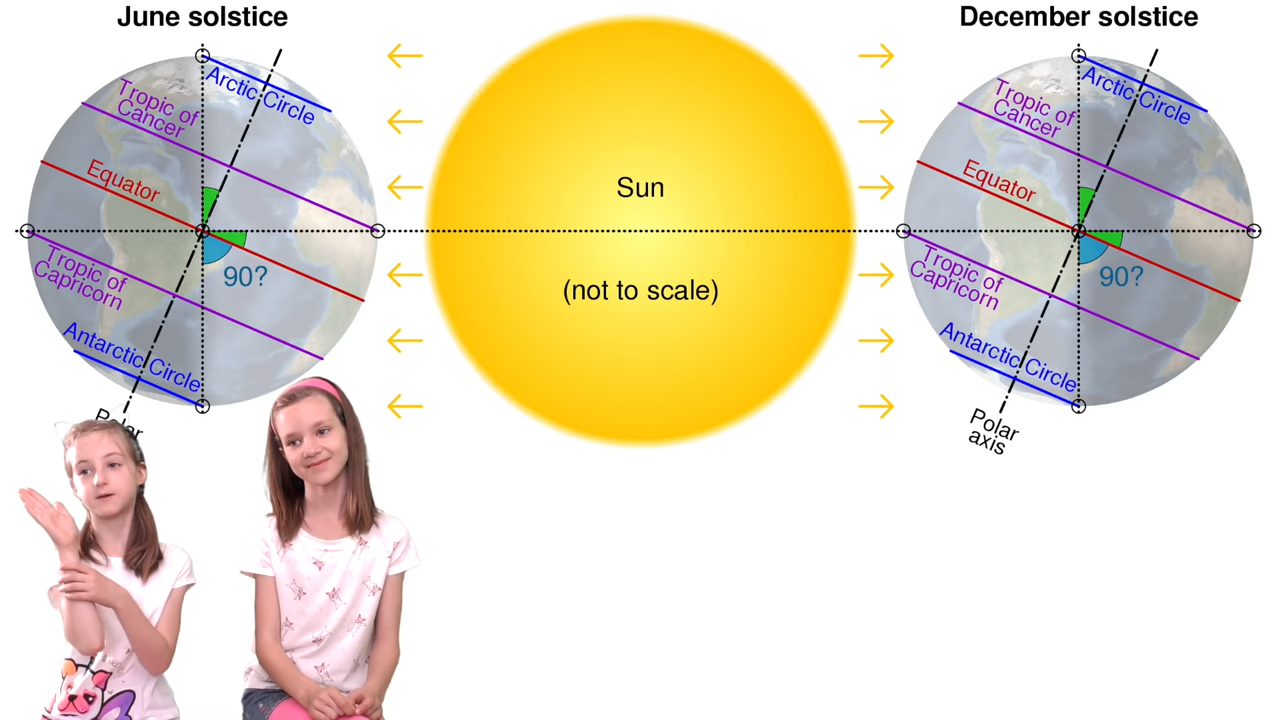 June solstice
December solstice
Arctic Circle
Tropic of
Cancer
Equator
90?
Tropic of
Capricorn
Antarctic Circle
Polar
Sun
(not to scale)
Arctic Circle
Tropic of
Cancer
Equator
90?
Tropic of
Capricorn
Antarctic Circle
Polar
axis